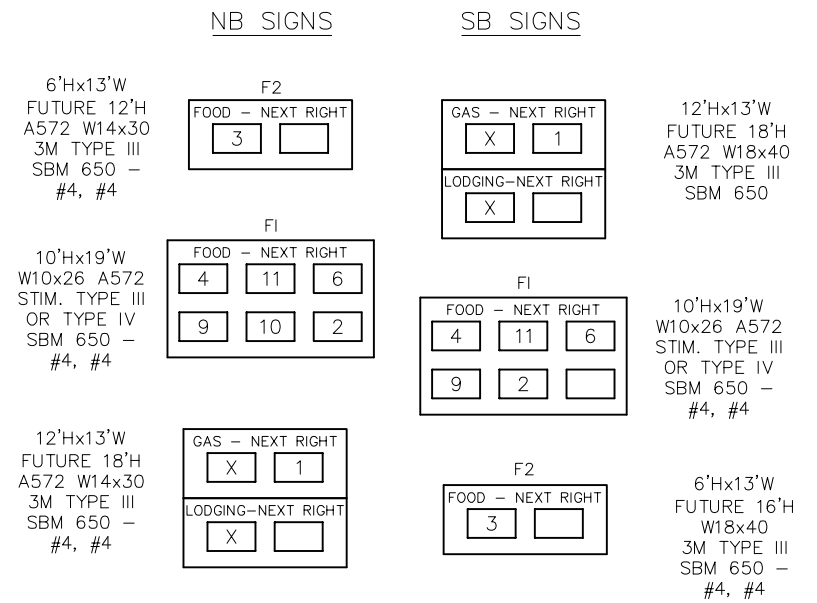 NB SIGNS
6'Hx13'W
FUTURE 12'H
A572 W14x30
3M TYPE III
SBM 650 –
#4, #4
F2
FOOD – NEXT RIGHT
3
10'Hx19'W
W10x26 A572
STIM. TYPE III
OR TYPE IV
SBM 650 –
#4, #4
F1
FOOD – NEXT RIGHT
4 11 6
9 10 2
12'Hx13'W
FUTURE 18'H
A572 W14x30
3M TYPE III
SBM 650 –
#4, #4
GAS – NEXT RIGHT
X 1
LODGING–NEXT RIGHT
X
SB SIGNS
GAS – NEXT RIGHT
X 1
LODGING–NEXT RIGHT
X
12'Hx13'W
FUTURE 18'H
A572 W18x40
3M TYPE III
SBM 650
F1
FOOD – NEXT RIGHT
4 11 6
9 2
10'Hx19'W
W10x26 A572
STIM. TYPE III
OR TYPE IV
SBM 650 –
#4, #4
F2
FOOD – NEXT RIGHT
3
6'Hx13'W
FUTURE 16'H
W18x40
3M TYPE III
SBM 650 –
#4, #4